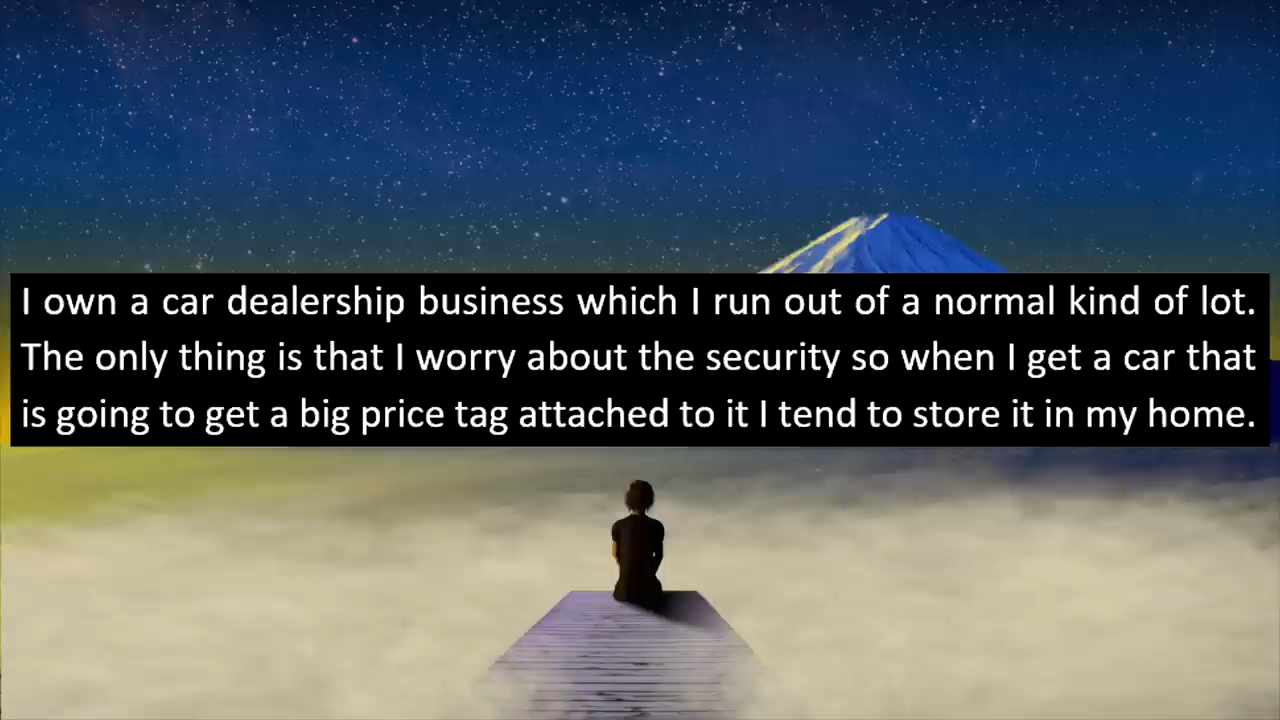 I own a car dealership business which I run out of a normal kind of lot.
The only thing is that I worry about the security so when I get a car that
is going to get a big price tag attached to it I tend to store it in my home.